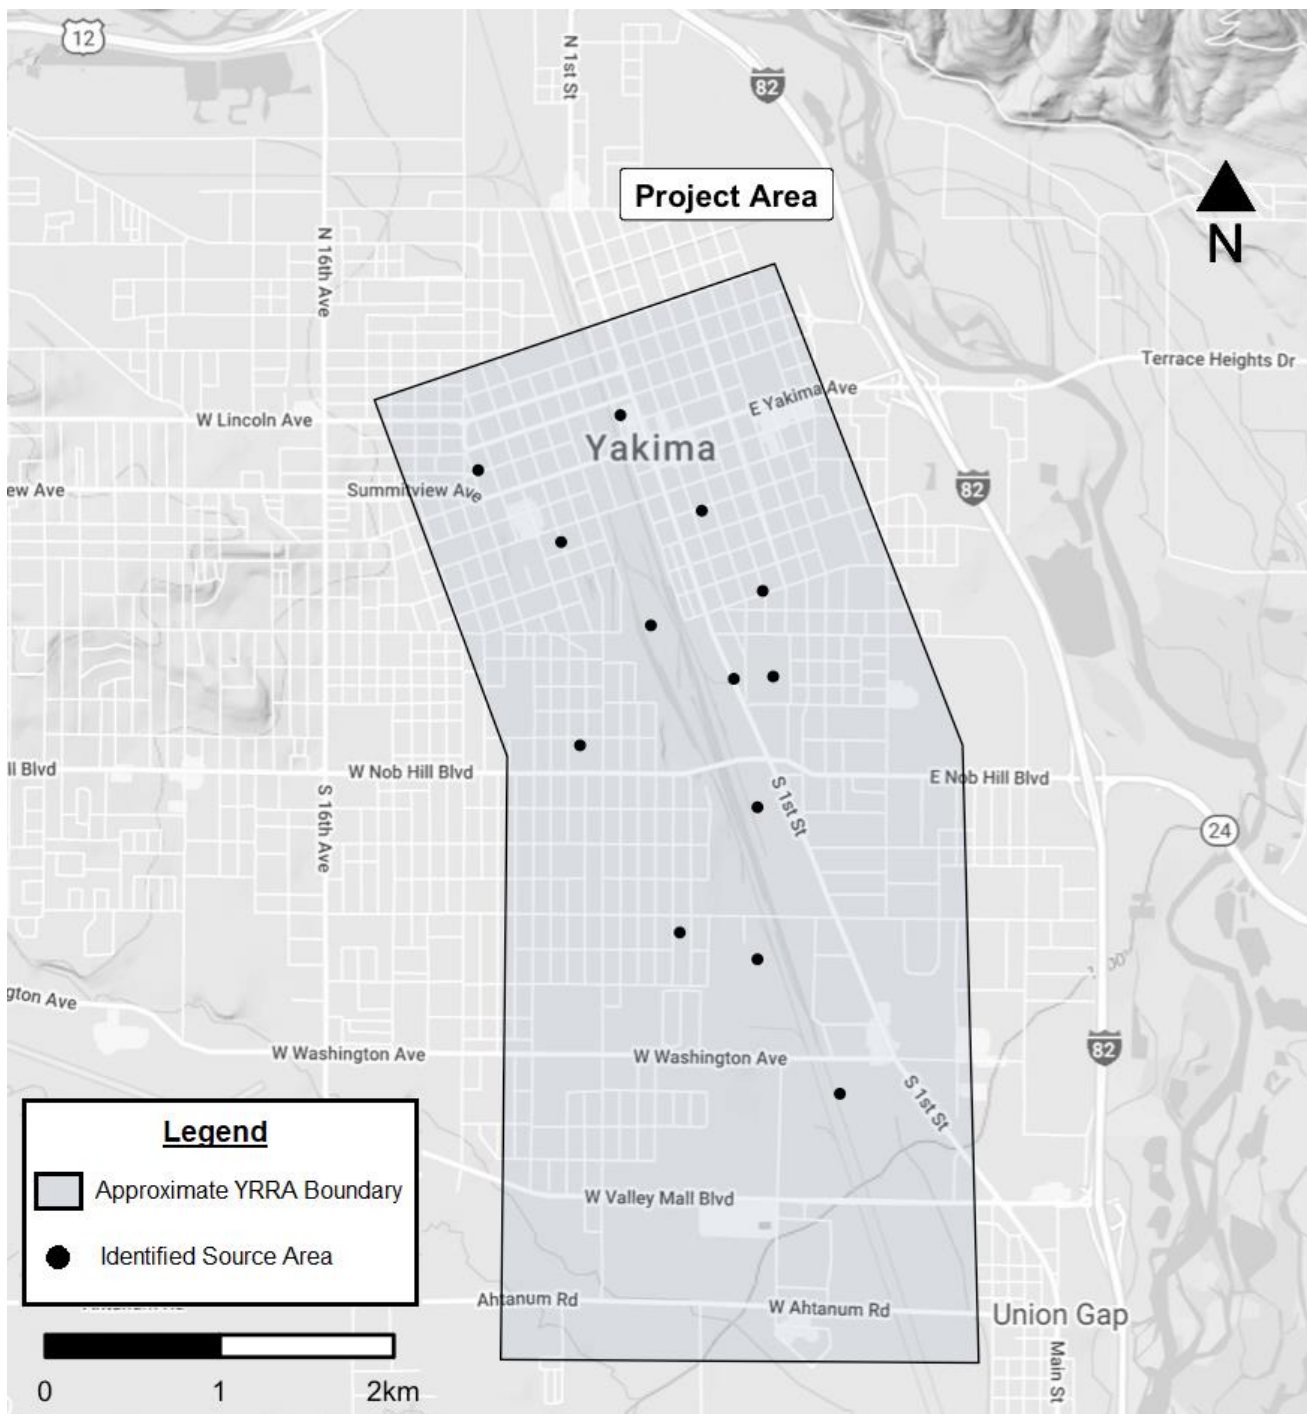 12
N 1st St
82
Project Area
N
N 16th Ave
Terrace Heights Dr
E Yakima Ave
W Lincoln Ave
Yakima
ew Ave
Summitview Ave
82
ll Blvd
W Nob Hill Blvd
E Nob Hill Blvd
S 16th Ave
S 1st St
24
gton Ave
W Washington Ave
W Washington Ave
82
S 1st St
Legend
Approximate YRRA Boundary
W Valley Mall Blvd
Identified Source Area
Ahtanum Rd
W Ahtanum Rd
Union Gap
Main St
0 1 2km